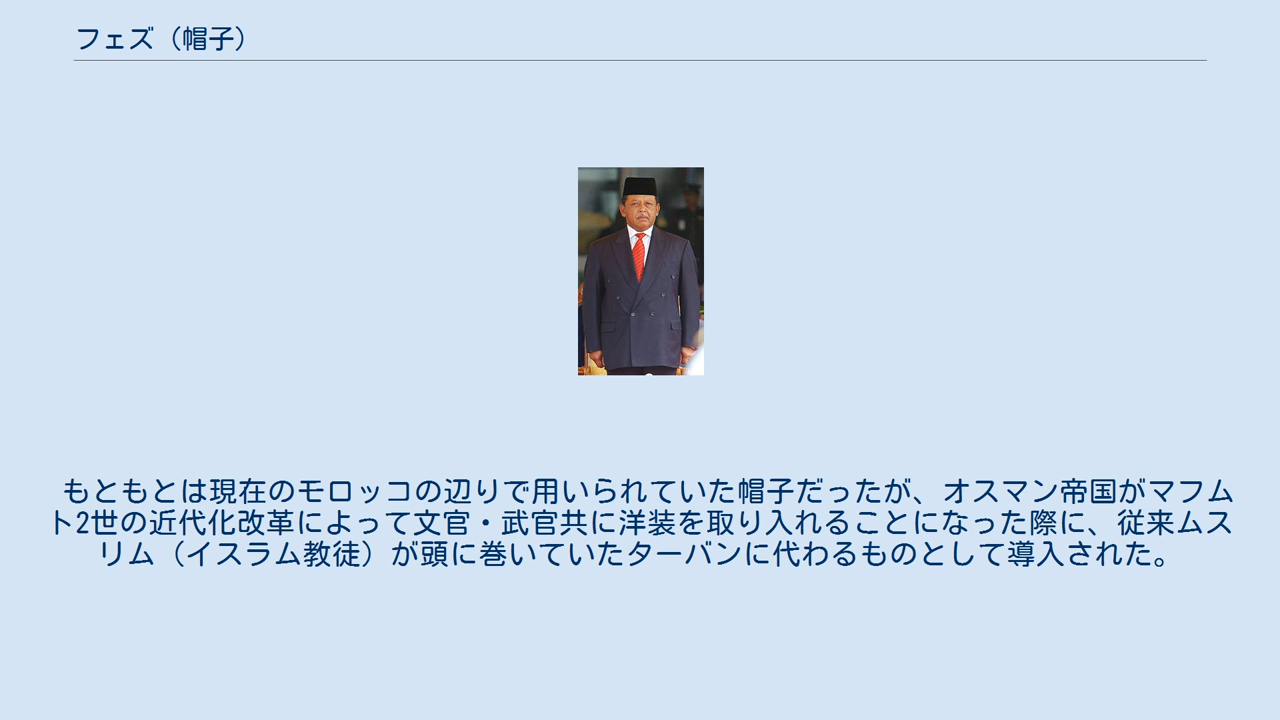 フェズ（帽子）
もともとは現在のモロッコの辺りで用いられていた帽子だったが、オスマン帝国がマフム
ト2世の近代化改革によって文官・武官共に洋装を取り入れることになった際に、従来ムス
リム（イスラム教徒）が頭に巻いていたターバンに代わるものとして導入された。